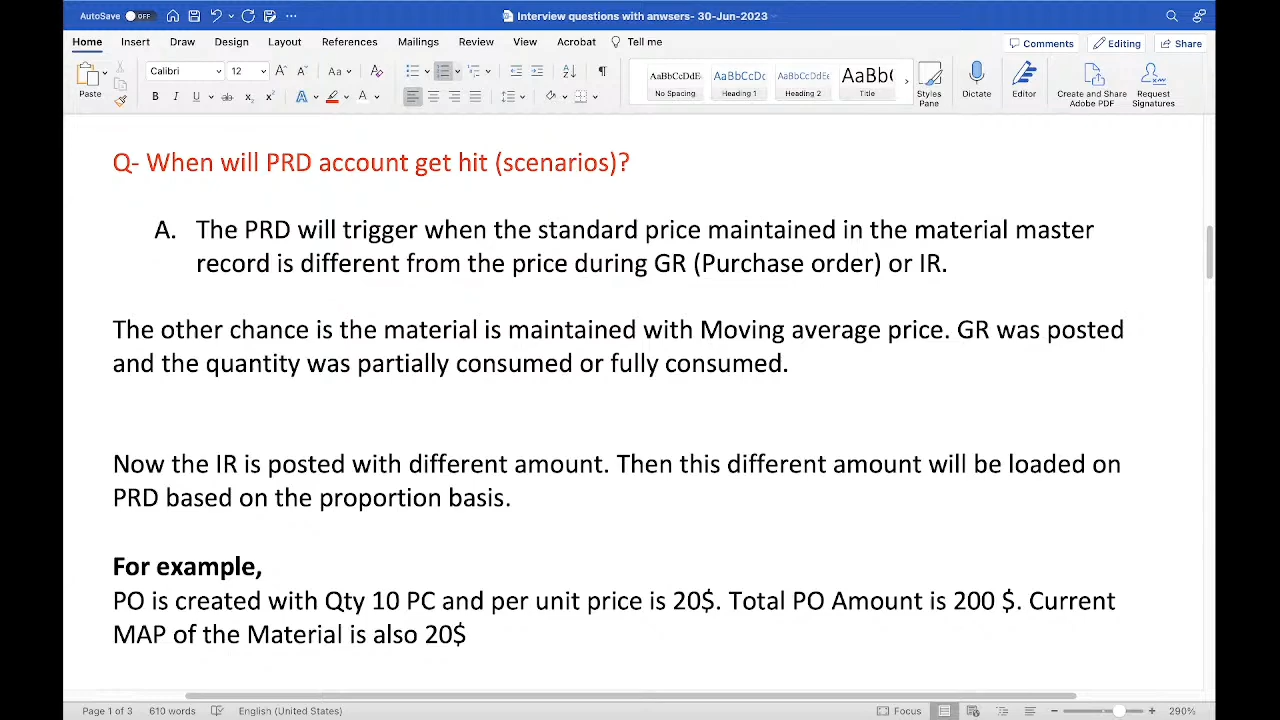 AutoSave OFF
Interview questions with anwsers- 30-Jun-2023
Home Insert Draw Design Layout References Mailings Review View Acrobat Tell me
Comments Editing Share
Paste
Calibri 12
AaBbCcDdE AaBbCcDc AaBbCcDdEe AaBb(
No Spacing Heading 1 Heading 2 Title
Styles Pane
Dictate
Editor
Create and Share Adobe PDF
Request Signatures
Q- When will PRD account get hit (scenarios)?
A. The PRD will trigger when the standard price maintained in the material master
record is different from the price during GR (Purchase order) or IR.
The other chance is the material is maintained with Moving average price. GR was posted
and the quantity was partially consumed or fully consumed.
Now the IR is posted with different amount. Then this different amount will be loaded on
PRD based on the proportion basis.
For example,
PO is created with Qty 10 PC and per unit price is 20$. Total PO Amount is 200 $. Current
MAP of the Material is also 20$
Page 1 of 3 610 words English (United States) Focus 290%